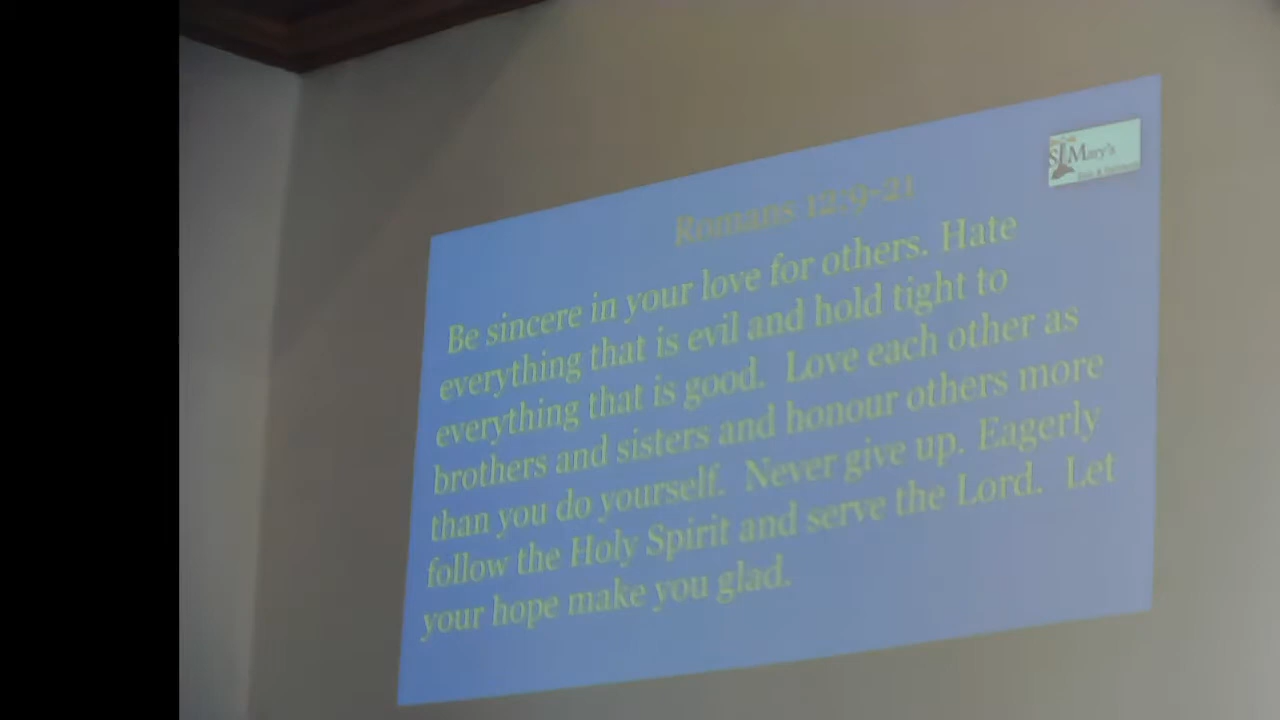 St Mary's
Romans 12:9-21
Be sincere in your love for others. Hate
everything that is evil and hold tight to
everything that is good. Love each other as
brothers and sisters and honour others more
than you do yourself. Never give up. Eagerly
follow the Holy Spirit and serve the Lord. Let
your hope make you glad.